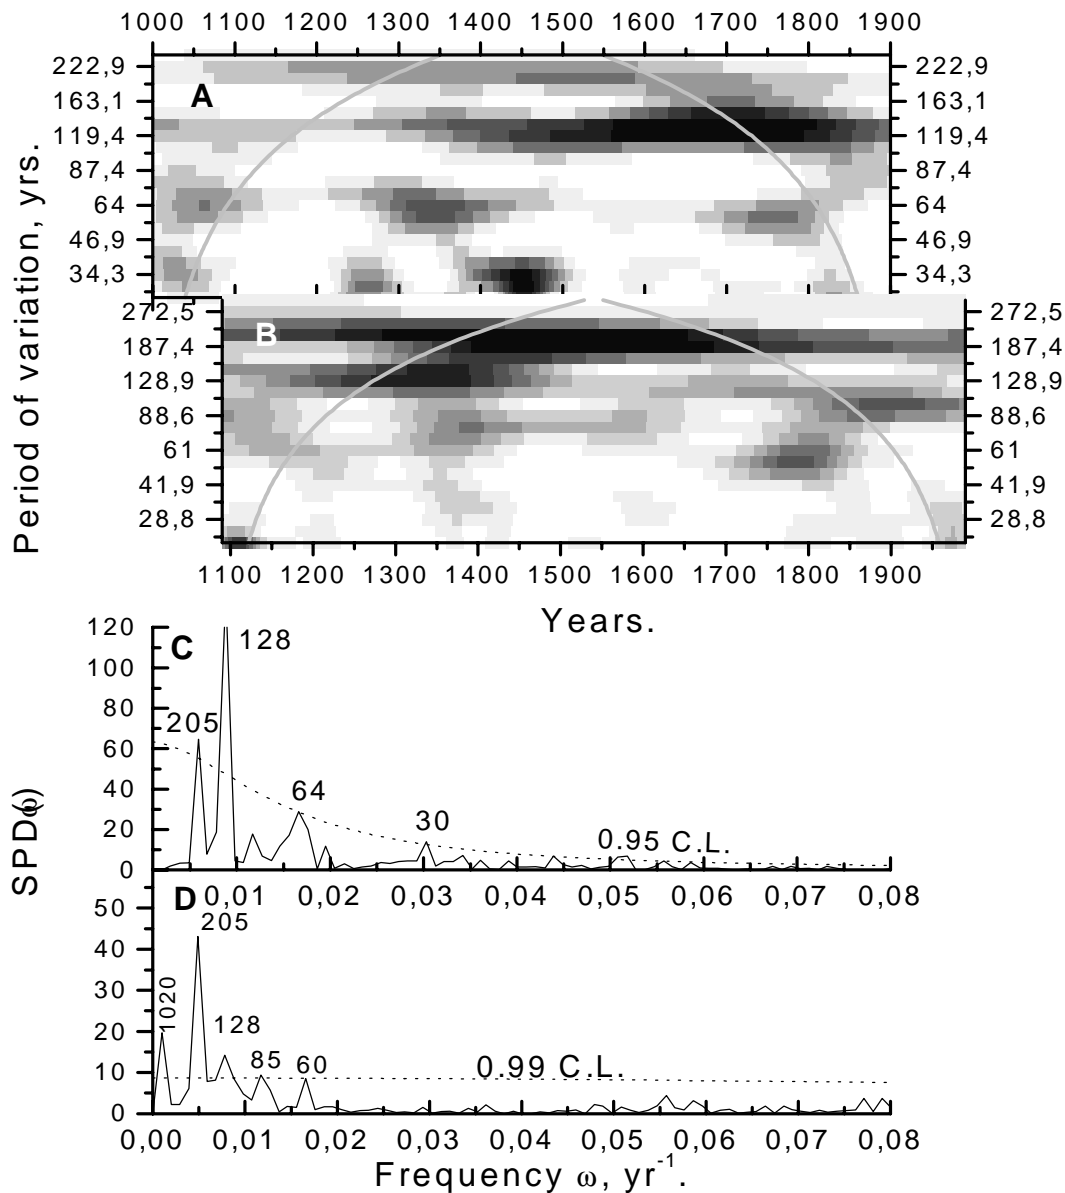 1000 1100 1200 1300 1400 1500 1600 1700 1800 1900
A
222,9 222,9
163,1 163,1
119,4 119,4
87,4 87,4
64 64
46,9 46,9
34,3 34,3
Period of variation, yrs.
B
272,5 272,5
187,4 187,4
128,9 128,9
88,6 88,6
61 61
41,9 41,9
28,8 28,8
1100 1200 1300 1400 1500 1600 1700 1800 1900
Years.
SPD(ω)
C
120
100
80
60
40
20
0
128
205
64
30
0.95 C.L.
0,01 0,02 0,03 0,04 0,05 0,06 0,07 0,08
D
50
40
30
20
10
0
205
1020
128
85
60
0.99 C.L.
0,00 0,01 0,02 0,03 0,04 0,05 0,06 0,07 0,08
Frequency ω, yr⁻¹.